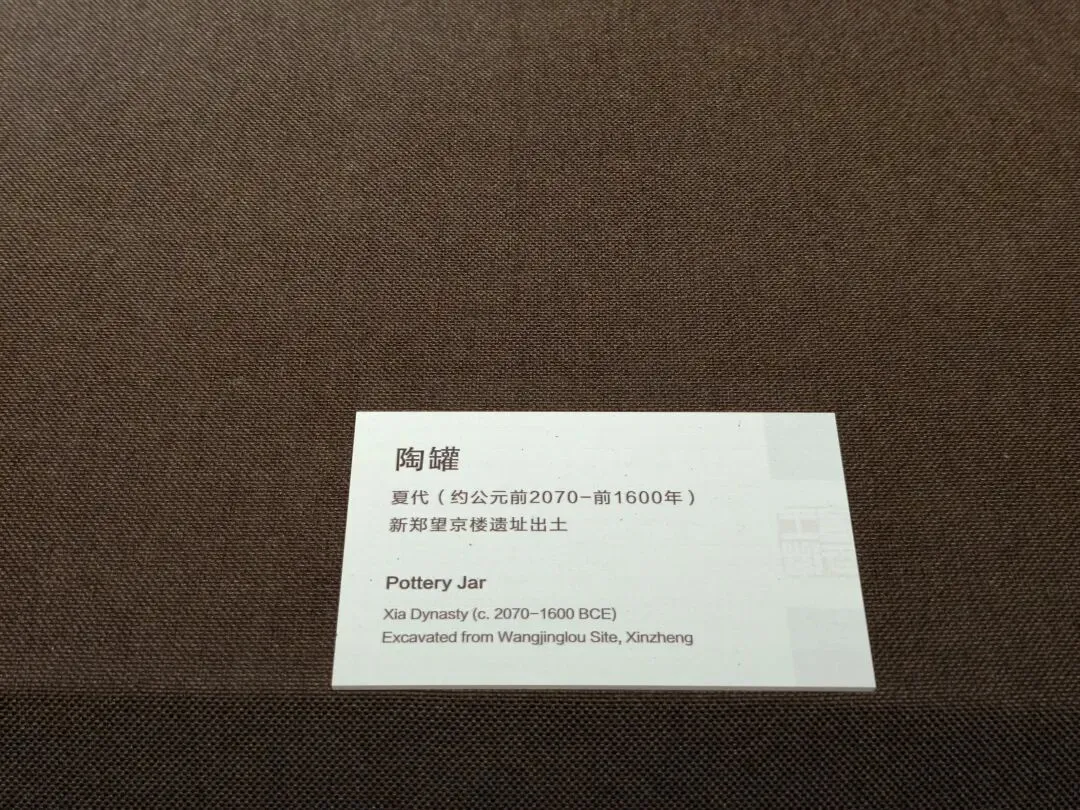 陶罐
夏代（约公元前2070-前1600年）
新郑望京楼遗址出土
Pottery Jar
Xia Dynasty (c. 2070-1600 BCE)
Excavated from Wangjinglou Site, Xinzheng